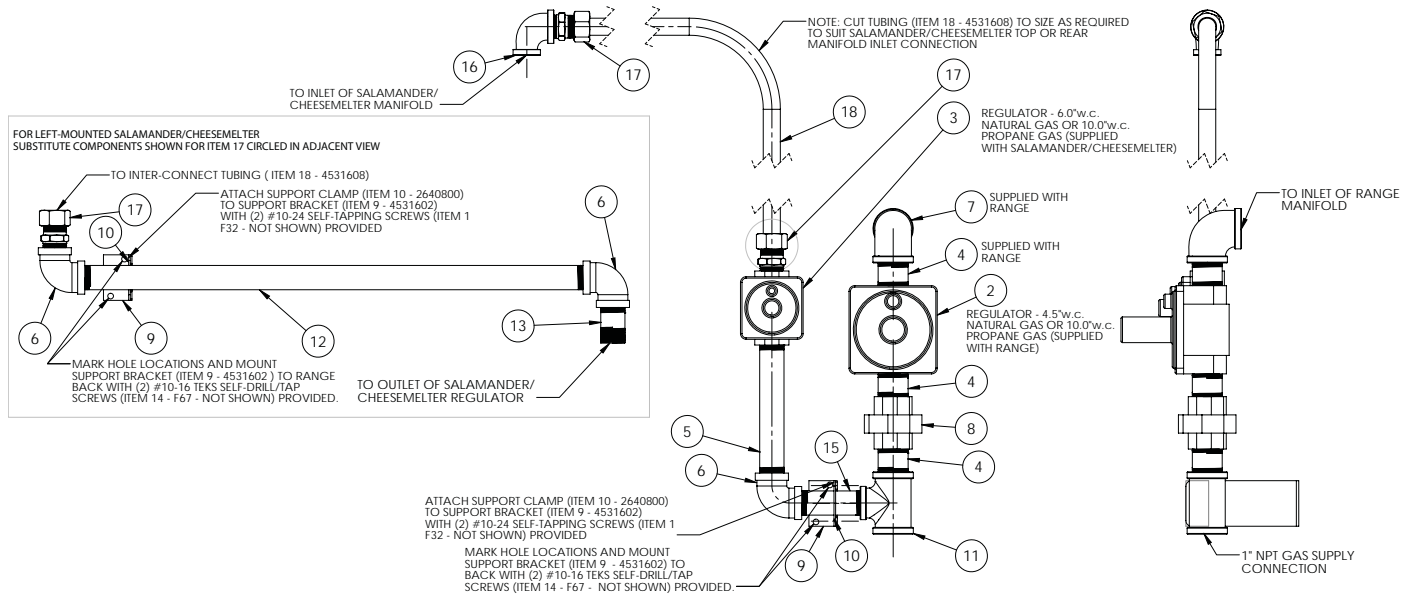 NOTE: CUT TUBING (ITEM 18 - 4531608) TO SIZE AS REQUIRED
TO SUIT SALAMANDER/CHEESEMELTER TOP OR REAR
MANIFOLD INLET CONNECTION
16
17
TO INLET OF SALAMANDER/
CHEESEMELTER MANIFOLD
17
18
3
REGULATOR - 6.0"w.c.
NATURAL GAS OR 10.0"w.c.
PROPANE GAS (SUPPLIED
WITH SALAMANDER/CHEESEMELTER)
FOR LEFT-MOUNTED SALAMANDER/CHEESEMELTER
SUBSTITUTE COMPONENTS SHOWN FOR ITEM 17 CIRCLED IN ADJACENT VIEW
TO INTER-CONNECT TUBING ( ITEM 18 - 4531608)
ATTACH SUPPORT CLAMP (ITEM 10 - 2640800)
TO SUPPORT BRACKET (ITEM 9 - 4531602)
WITH (2) #10-24 SELF-TAPPING SCREWS (ITEM 1
F32 - NOT SHOWN) PROVIDED
17
10
6
6
9
12
13
MARK HOLE LOCATIONS AND MOUNT
SUPPORT BRACKET (ITEM 9 - 4531602 ) TO RANGE
BACK WITH (2) #10-16 TEKS SELF-DRILL/TAP
SCREWS (ITEM 14 - F67 - NOT SHOWN) PROVIDED.
TO OUTLET OF SALAMANDER/
CHEESEMELTER REGULATOR
7
SUPPLIED WITH
RANGE
4
SUPPLIED WITH
RANGE
2
REGULATOR - 4.5"w.c.
NATURAL GAS OR 10.0"w.c.
PROPANE GAS (SUPPLIED
WITH RANGE)
TO INLET OF RANGE
MANIFOLD
4
8
4
5
6
15
ATTACH SUPPORT CLAMP (ITEM 10 - 2640800)
TO SUPPORT BRACKET (ITEM 9 - 4531602)
WITH (2) #10-24 SELF-TAPPING SCREWS (ITEM 1
F32 - NOT SHOWN) PROVIDED
MARK HOLE LOCATIONS AND MOUNT
SUPPORT BRACKET (ITEM 9 - 4531602) TO
BACK WITH (2) #10-16 TEKS SELF-DRILL/TAP
SCREWS (ITEM 14 - F67 - NOT SHOWN) PROVIDED.
9
10
11
1" NPT GAS SUPPLY
CONNECTION